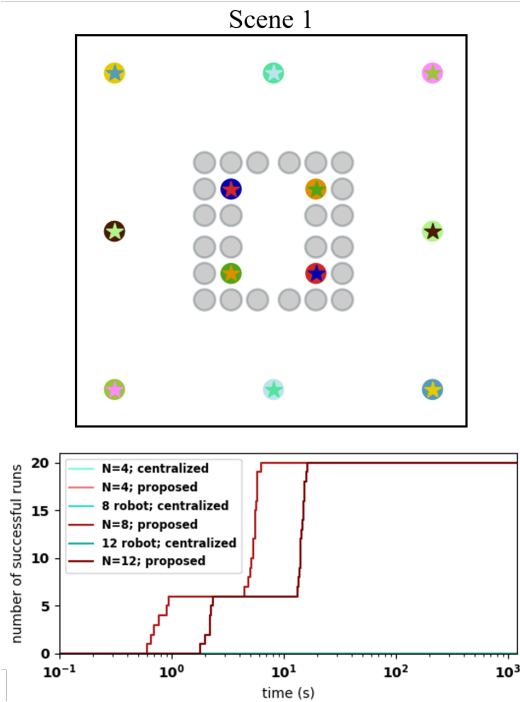 Scene 1
20
15
10
5
0
number of successful runs
N=4; centralized
N=4; proposed
8 robot; centralized
N=8; proposed
12 robot; centralized
N=12; proposed
10⁻¹ 10⁰ 10¹ 10² 10³
time (s)